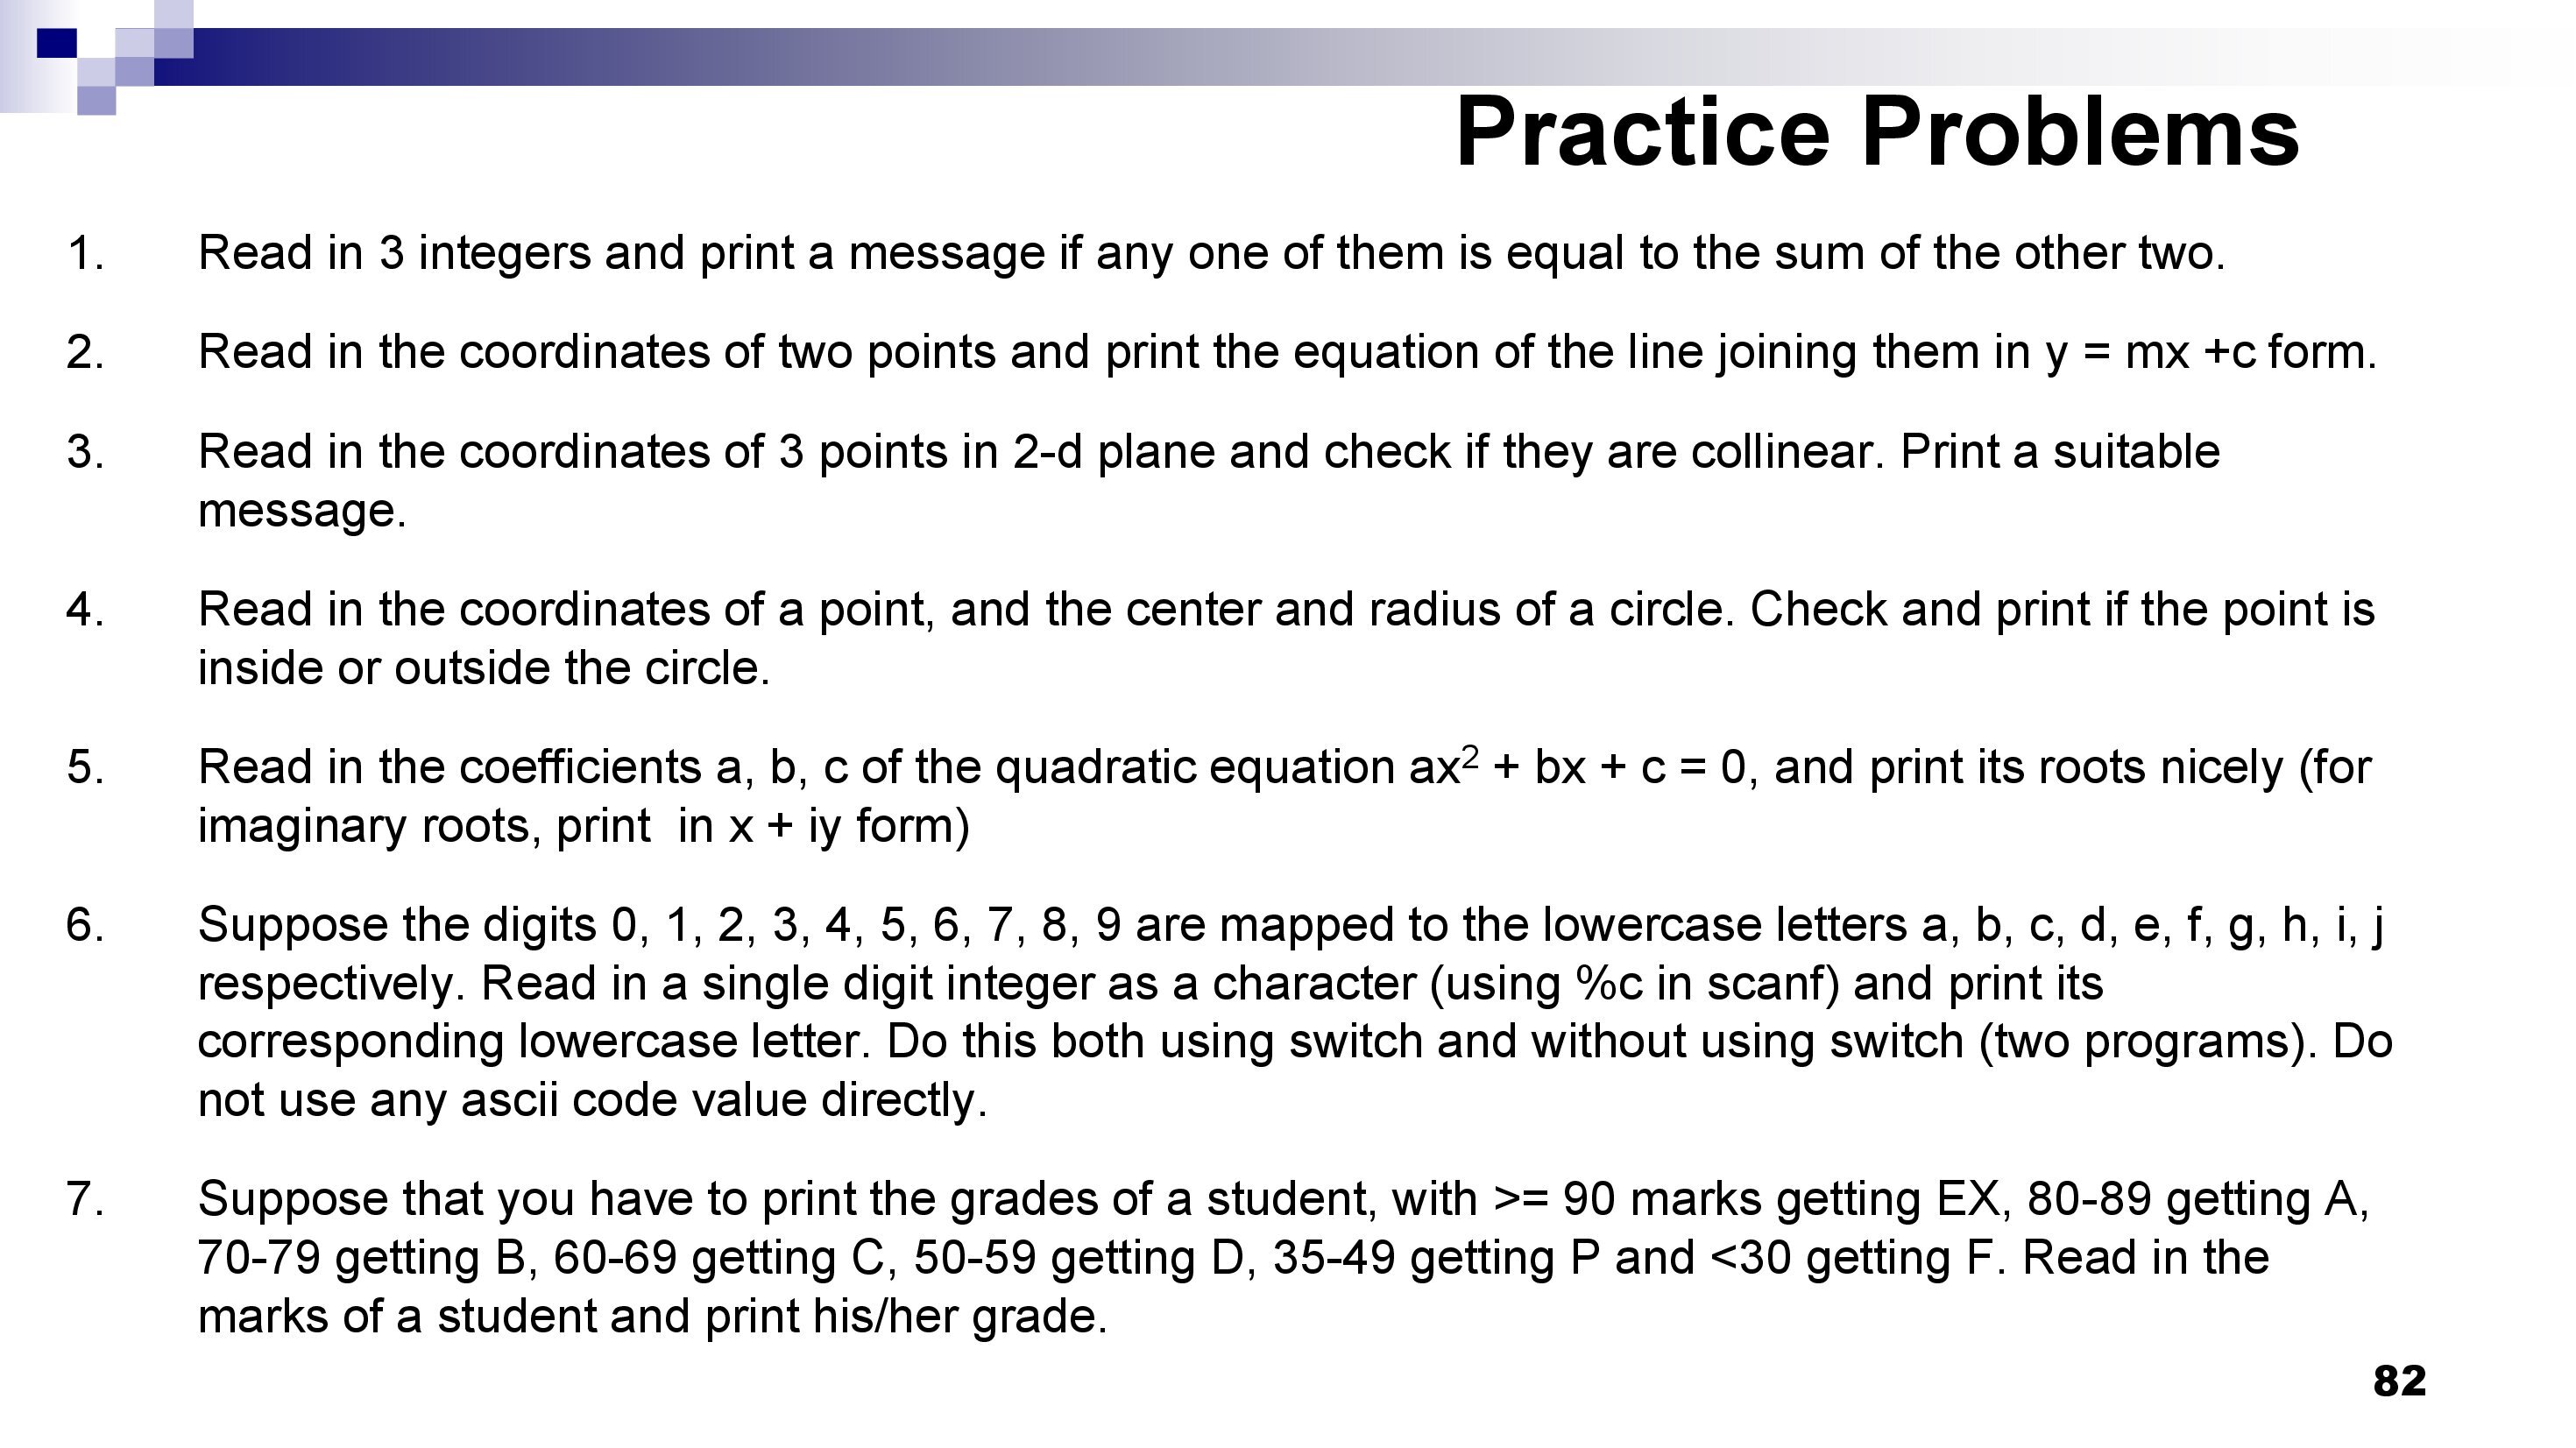 Practice Problems
1. Read in 3 integers and print a message if any one of them is equal to the sum of the other two.
2. Read in the coordinates of two points and print the equation of the line joining them in y = mx +c form.
3. Read in the coordinates of 3 points in 2-d plane and check if they are collinear. Print a suitable
message.
4. Read in the coordinates of a point, and the center and radius of a circle. Check and print if the point is
inside or outside the circle.
5. Read in the coefficients a, b, c of the quadratic equation ax² + bx + c = 0, and print its roots nicely (for
imaginary roots, print  in x + iy form)
6. Suppose the digits 0, 1, 2, 3, 4, 5, 6, 7, 8, 9 are mapped to the lowercase letters a, b, c, d, e, f, g, h, i, j
respectively. Read in a single digit integer as a character (using %c in scanf) and print its
corresponding lowercase letter. Do this both using switch and without using switch (two programs). Do
not use any ascii code value directly.
7. Suppose that you have to print the grades of a student, with >= 90 marks getting EX, 80-89 getting A,
70-79 getting B, 60-69 getting C, 50-59 getting D, 35-49 getting P and <30 getting F. Read in the
marks of a student and print his/her grade.
82